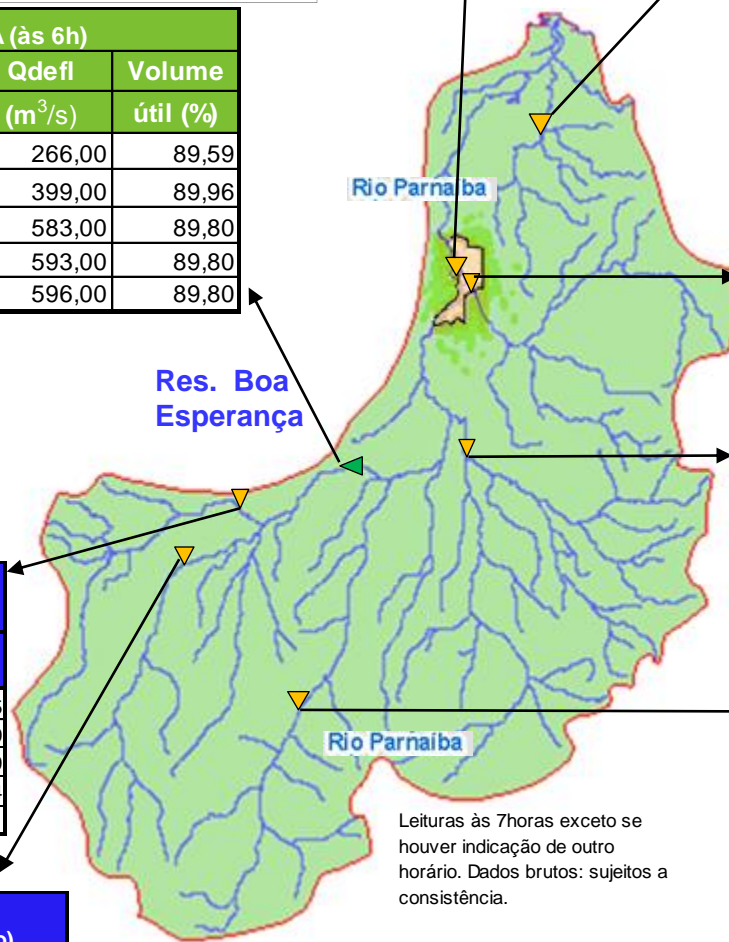 A (às 6h)
Qdefl Volume
(m³/s) útil (%)
266,00 89,59
399,00 89,96
583,00 89,80
593,00 89,80
596,00 89,80
Rio Parnaíba
Res. Boa
Esperança
Rio Parnaíba
Leituras às 7horas exceto se
houver indicação de outro
horário. Dados brutos: sujeitos a
consistência.